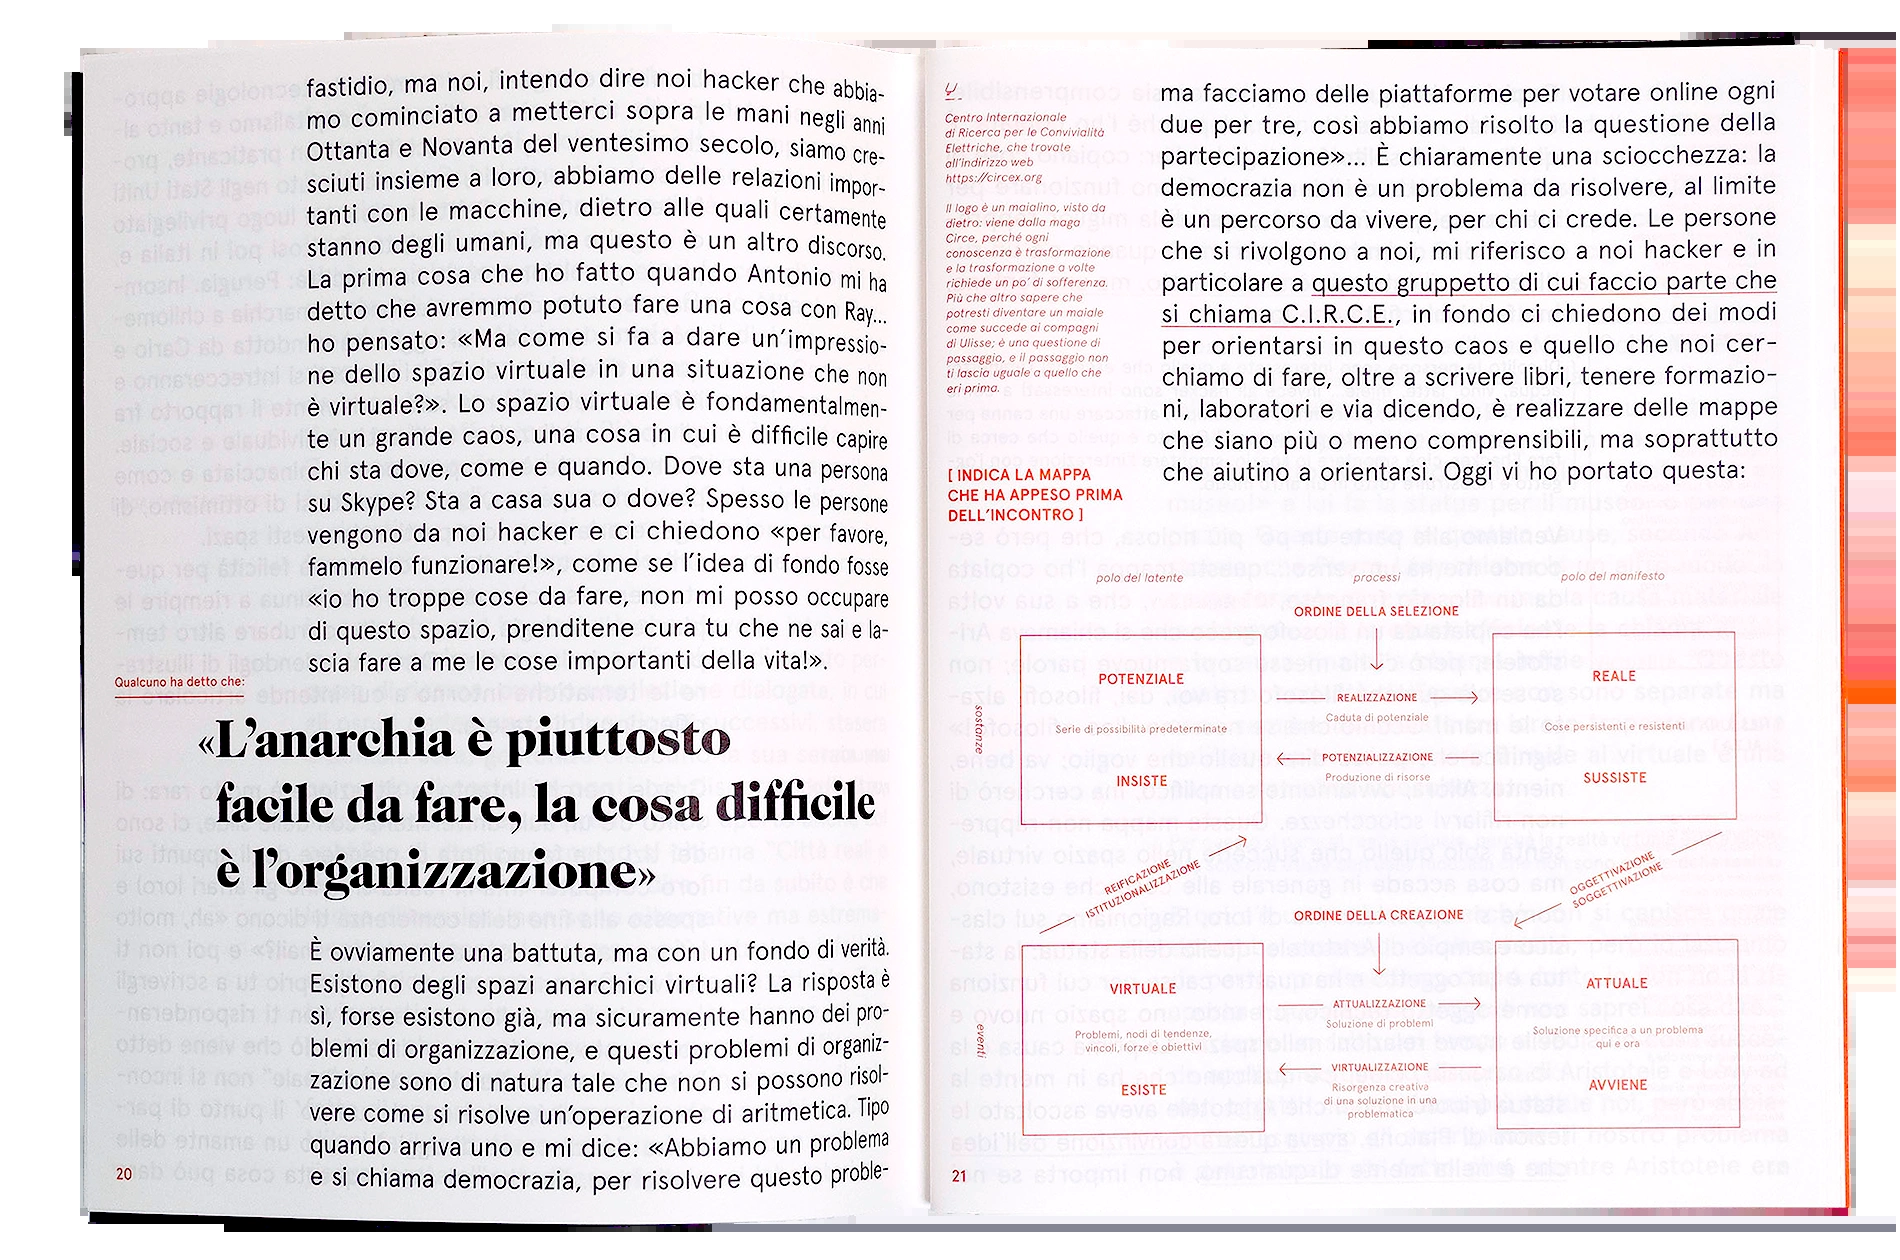 fastidio, ma noi, intendo dire noi hacker che abbia-
mo cominciato a metterci sopra le mani negli anni
Ottanta e Novanta del ventesimo secolo, siamo cre-
sciuti insieme a loro, abbiamo delle relazioni impor-
tanti con le macchine, dietro alle quali certamente
stanno degli umani, ma questo è un altro discorso.
La prima cosa che ho fatto quando Antonio mi ha
detto che avremmo potuto fare una cosa con Ray...
ho pensato: «Ma come si fa a dare un'impressio-
ne dello spazio virtuale in una situazione che non
è virtuale?». Lo spazio virtuale è fondamentalmen-
te un grande caos, una cosa in cui è difficile capire
chi sta dove, come e quando. Dove sta una persona
su Skype? Sta a casa sua o dove? Spesso le persone
vengono da noi hacker e ci chiedono «per favore,
fammelo funzionare!», come se l'idea di fondo fosse
«io ho troppe cose da fare, non mi posso occupare
di questo spazio, prenditene cura tu che ne sai e la-
scia fare a me le cose importanti della vita!».
Qualcuno ha detto che:
«L'anarchia è piuttosto
facile da fare, la cosa difficile
è l'organizzazione»
È ovviamente una battuta, ma con un fondo di verità.
Esistono degli spazi anarchici virtuali? La risposta è
sì, forse esistono già, ma sicuramente hanno dei pro-
blemi di organizzazione, e questi problemi di organiz-
zazione sono di natura tale che non si possono risol-
vere come si risolve un'operazione di aritmetica. Tipo
quando arriva uno e mi dice: «Abbiamo un problema
e si chiama democrazia, per risolvere questo proble-
20
Centro Internazionale
di Ricerca per le Convivialità
Elettriche, che trovate
all'indirizzo web
https://circex.org
Il logo è un maialino, visto da
dietro: viene dalla maga
Circe, perché ogni
conoscenza è trasformazione
e la trasformazione a volte
richiede un po' di sofferenza.
Più che altro sapere che
potresti diventare un maiale
come succede ai compagni
di Ulisse; è una questione di
passaggio, e il passaggio non
ti lascia uguale a quello che
eri prima.
[ INDICA LA MAPPA
CHE HA APPESO PRIMA
DELL'INCONTRO ]
ma facciamo delle piattaforme per votare online ogni
due per tre, così abbiamo risolto la questione della
partecipazione»... È chiaramente una sciocchezza: la
democrazia non è un problema da risolvere, al limite
è un percorso da vivere, per chi ci crede. Le persone
che si rivolgono a noi, mi riferisco a noi hacker e in
particolare a questo gruppetto di cui faccio parte che
si chiama C.I.R.C.E., in fondo ci chiedono dei modi
per orientarsi in questo caos e quello che noi cer-
chiamo di fare, oltre a scrivere libri, tenere formazio-
ni, laboratori e via dicendo, è realizzare delle mappe
che siano più o meno comprensibili, ma soprattutto
che aiutino a orientarsi. Oggi vi ho portato questa:
polo del latente
processi
polo del manifesto
ORDINE DELLA SELEZIONE
sostanze
POTENZIALE
Serie di possibilità predeterminate
INSISTE
REALIZZAZIONE
Caduta di potenziale
POTENZIALIZZAZIONE
Produzione di risorse
REALE
Cose persistenti e resistenti
SUSSISTE
REIFICAZIONE
ISTITUZIONALIZZAZIONE
OGGETTIVAZIONE
SOGGETTIVAZIONE
ORDINE DELLA CREAZIONE
eventi
VIRTUALE
Problemi, nodi di tendenze,
vincoli, forze e obiettivi
ESISTE
ATTUALIZZAZIONE
Soluzione di problemi
VIRTUALIZZAZIONE
Risorgenza creativa
di una soluzione in una
problematica
ATTUALE
Soluzione specifica a un problema
qui e ora
AVVIENE
21